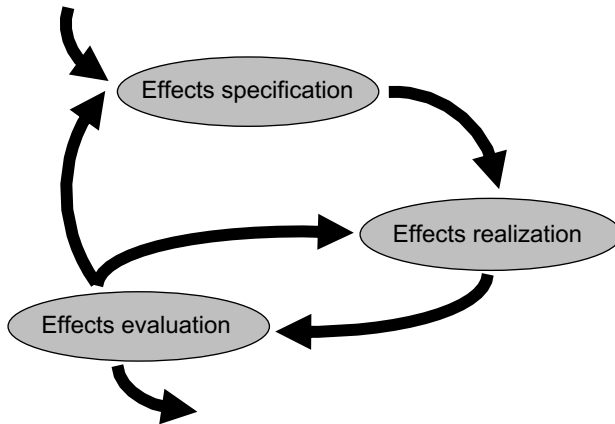 Effects specification
Effects realization
Effects evaluation